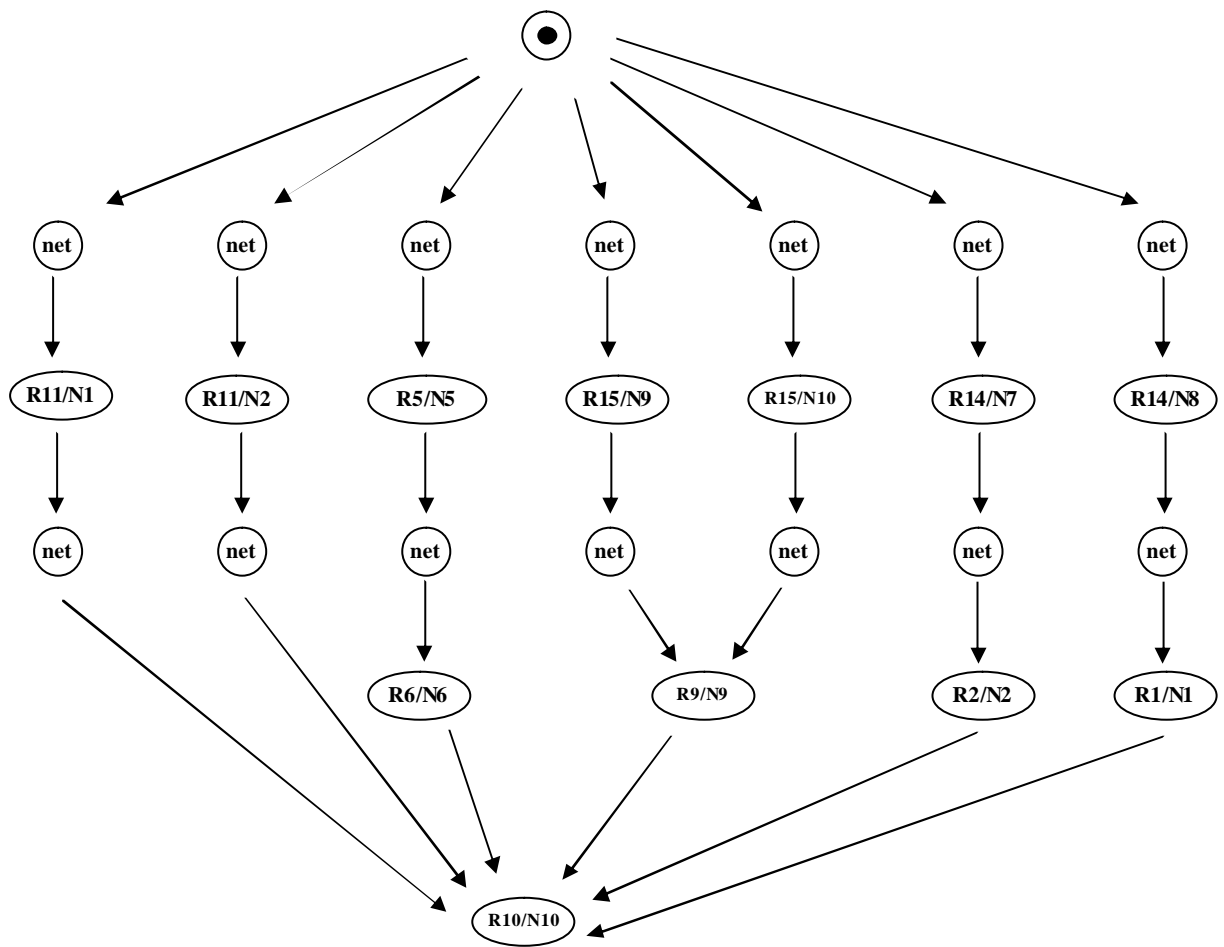 net net net net net net net
R11/N1 R11/N2 R5/N5 R15/N9 R15/N10 R14/N7 R14/N8
net net net net net net net
R6/N6 R9/N9 R2/N2 R1/N1
R10/N10